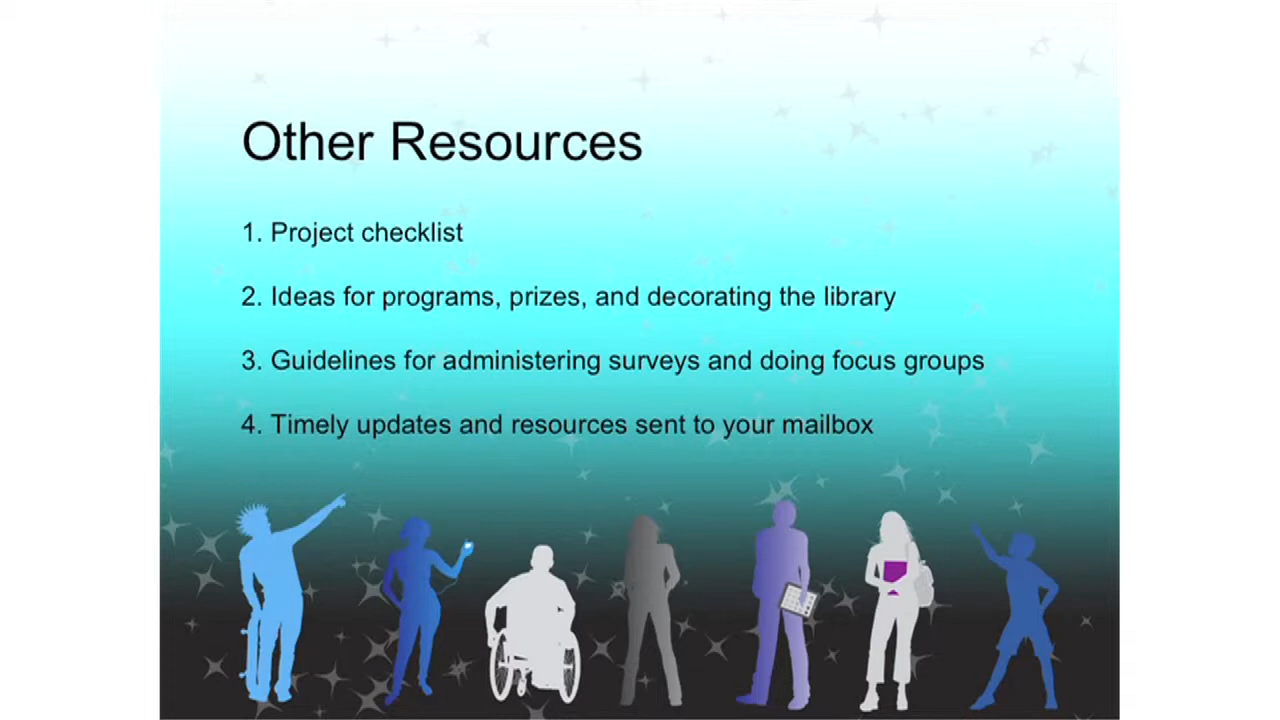 Other Resources
1. Project checklist
2. Ideas for programs, prizes, and decorating the library
3. Guidelines for administering surveys and doing focus groups
4. Timely updates and resources sent to your mailbox